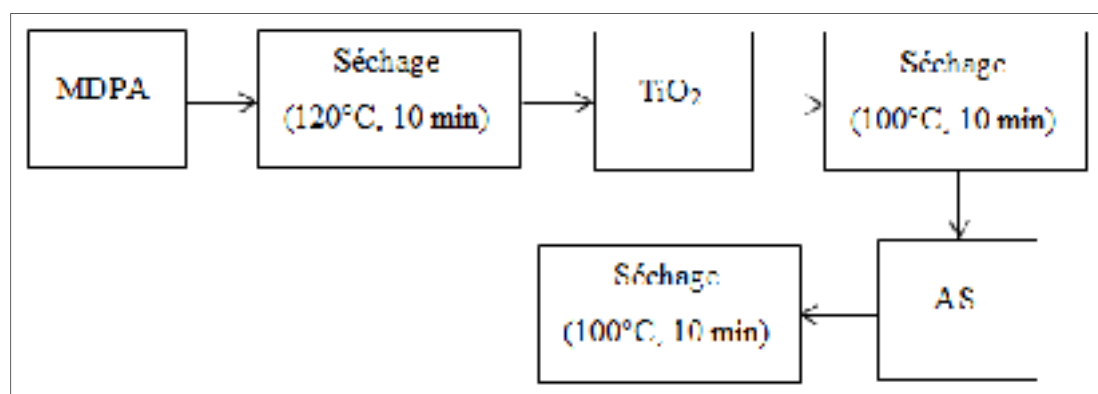 MDPA
Séchage
(120°C, 10 min)
TiO₂
Séchage
(100°C, 10 min)
AS
Séchage
(100°C, 10 min)